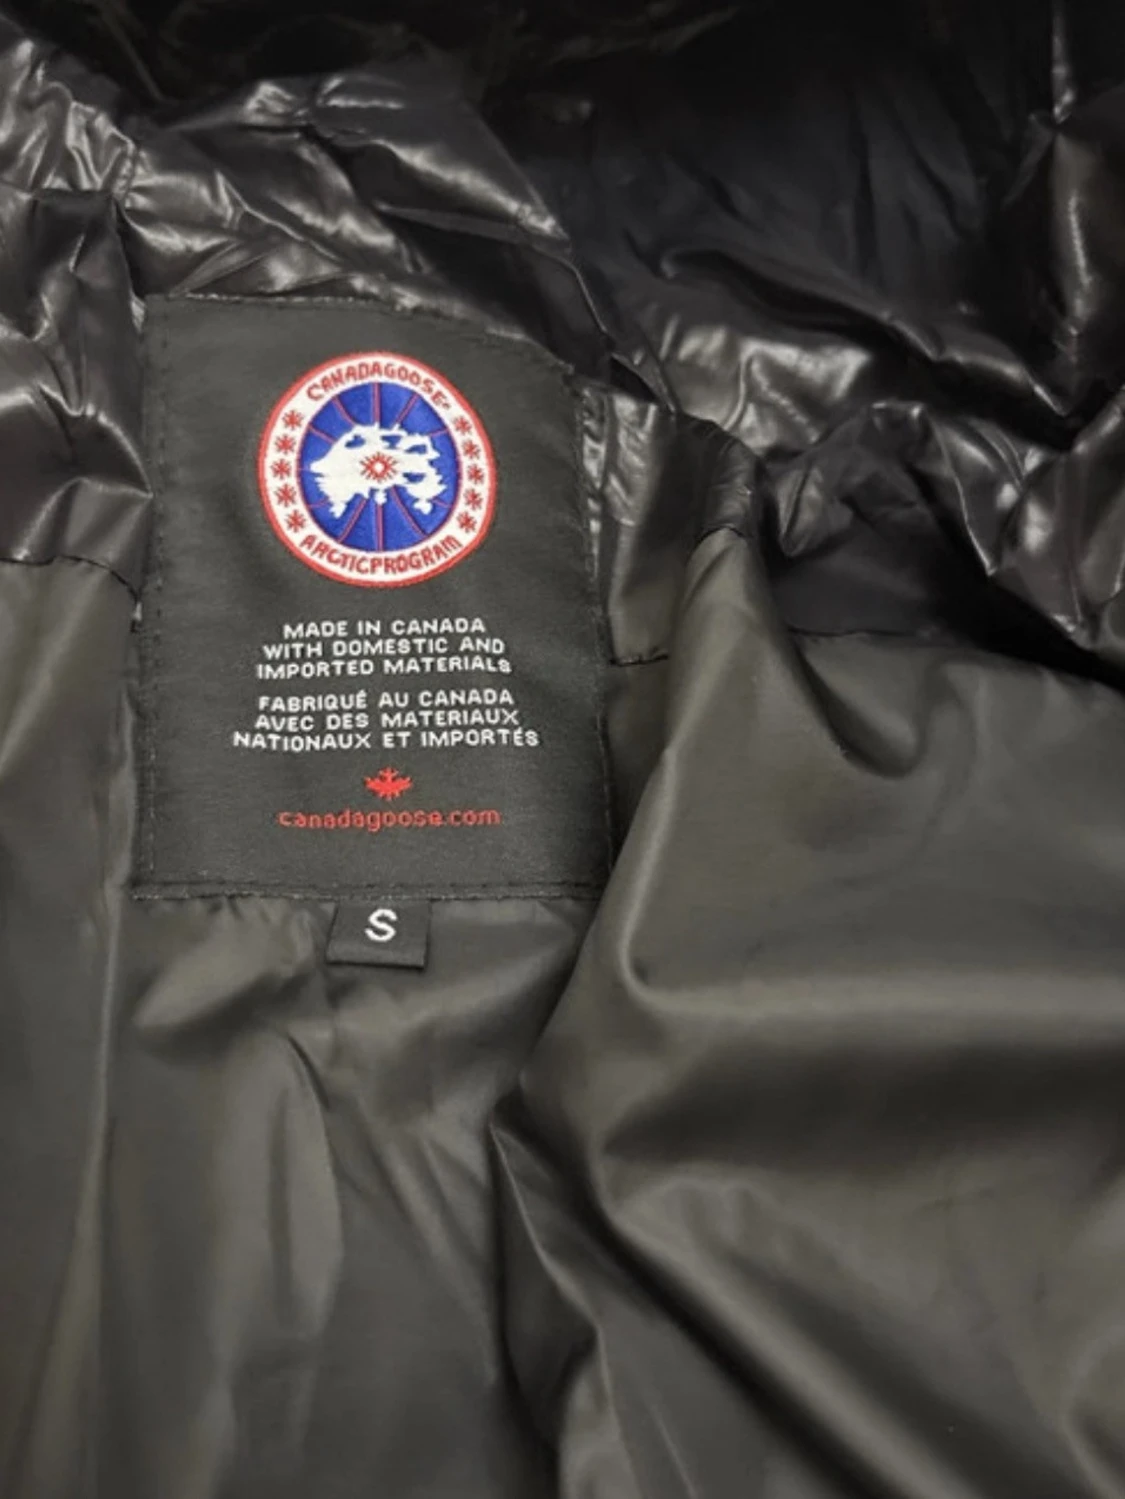 CANADA GOOSE
ARCTIC PROGRAM
MADE IN CANADA
WITH DOMESTIC AND
IMPORTED MATERIALS
FABRIQUÉ AU CANADA
AVEC DES MATERIAUX
NATIONAUX ET IMPORTÉS
canadagoose.com
S